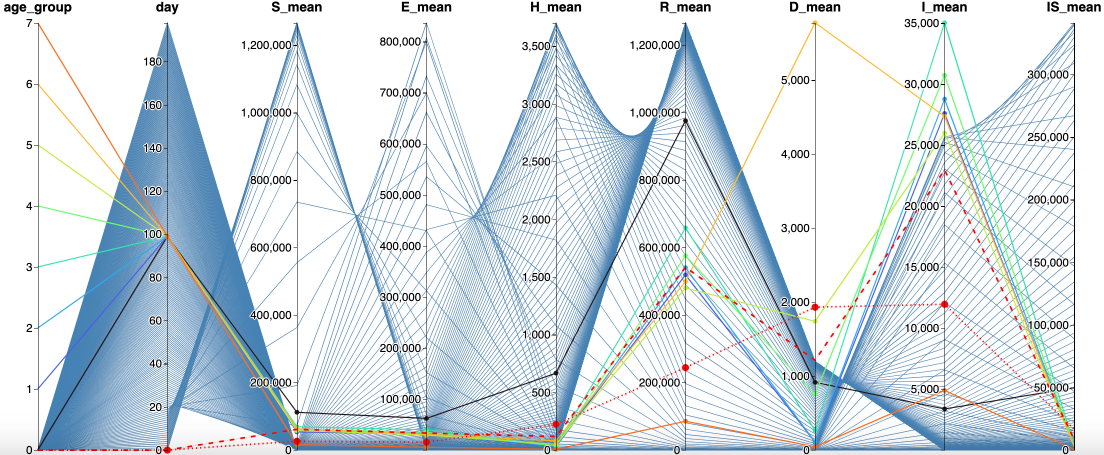 age_group day S_mean E_mean H_mean R_mean D_mean I_mean IS_mean
7 6 5 4 3 2 1 0
180 160 140 120 100 80 60 40 20 0
1,200,000 1,000,000 800,000 600,000 400,000 200,000 0
800,000 700,000 600,000 500,000 400,000 300,000 200,000 100,000 0
3,500 3,000 2,500 2,000 1,500 1,000 500 0
1,200,000 1,000,000 800,000 600,000 400,000 200,000 0
5,000 4,000 3,000 2,000 1,000 0
35,000 30,000 25,000 20,000 15,000 10,000 5,000 0
300,000 250,000 200,000 150,000 100,000 50,000 0